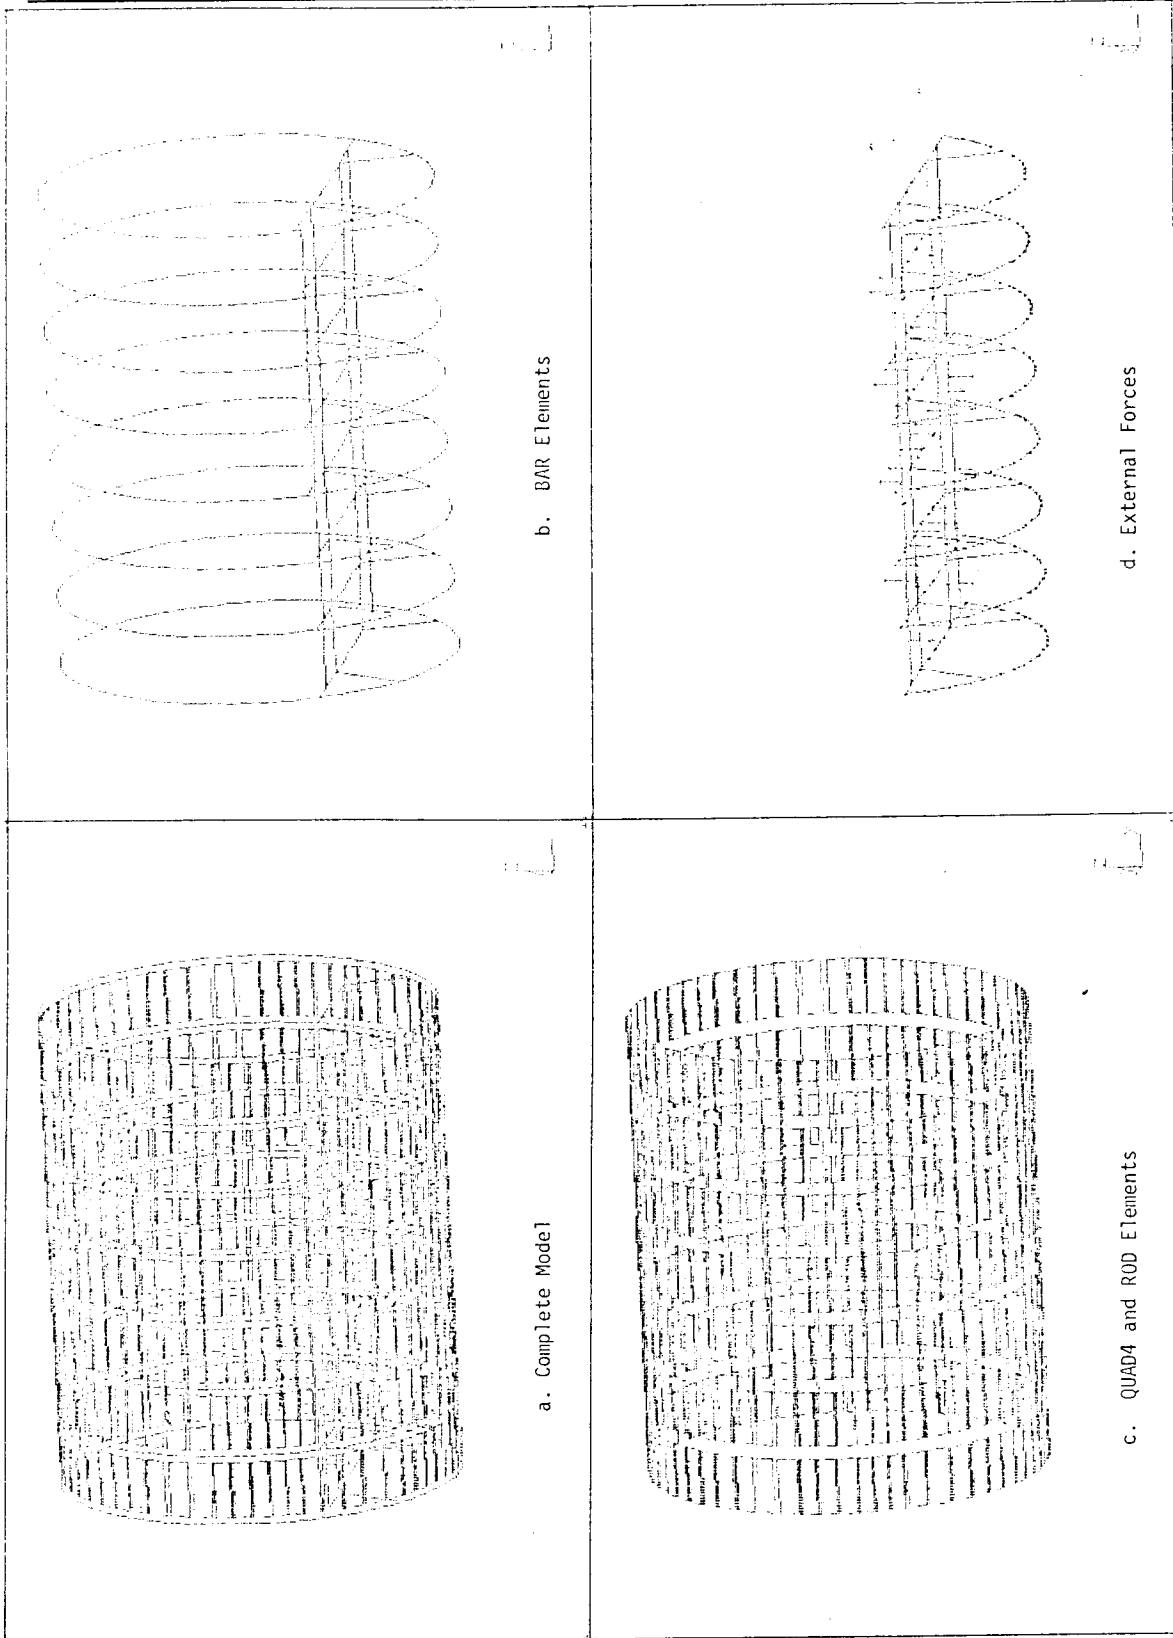 a. Complete Model
b. BAR Elements
c. QUAD4 and ROD Elements
d. External Forces